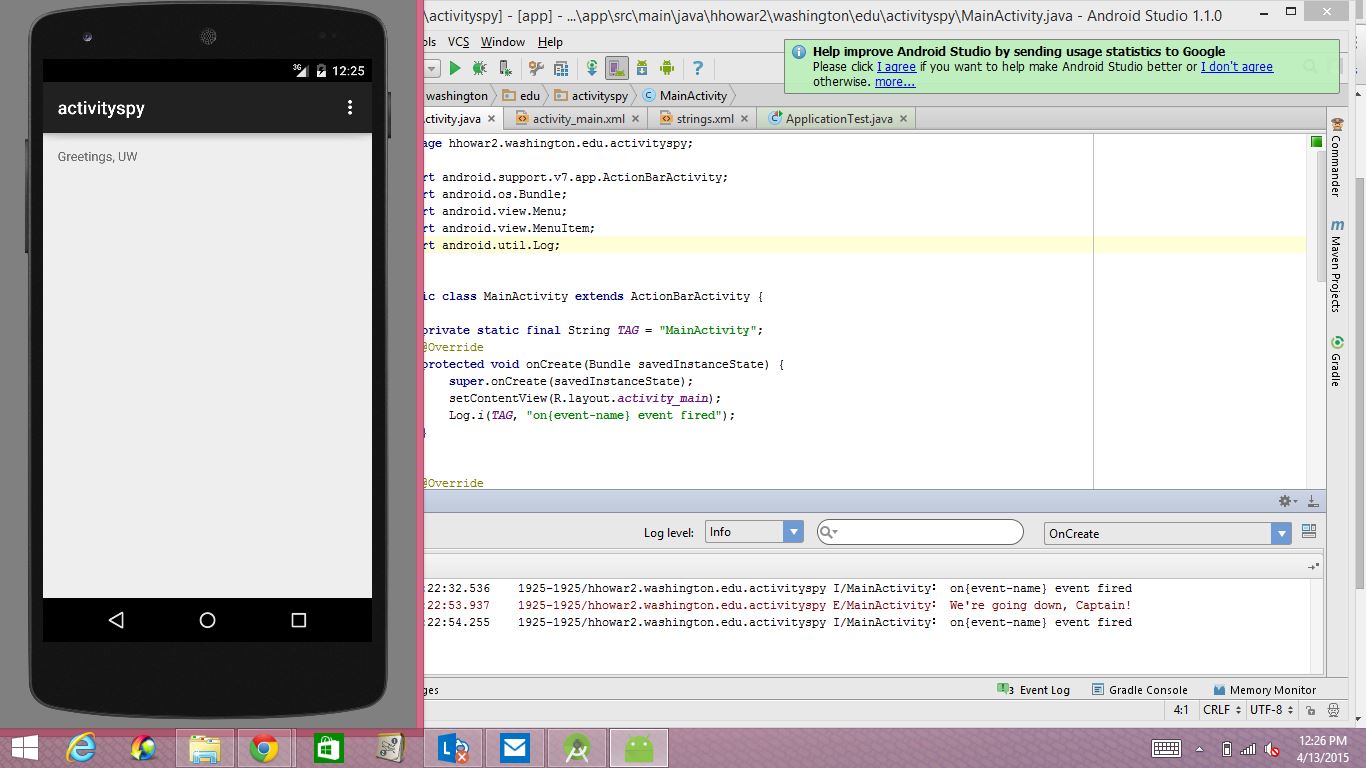 3G 12:25
activityspy
Greetings, UW
\activityspy] - [app] - ...\app\src\main\java\hhowar2\washington\edu\activityspy\MainActivity.java - Android Studio 1.1.0
ols VCS Window Help
Help improve Android Studio by sending usage statistics to Google
Please click I agree if you want to help make Android Studio better or I don't agree
otherwise. more...
washington edu activityspy MainActivity
ctivity.java activity_main.xml strings.xml ApplicationTest.java
age hhowar2.washington.edu.activityspy;
rt android.support.v7.app.ActionBarActivity;
rt android.os.Bundle;
rt android.view.Menu;
rt android.view.MenuItem;
rt android.util.Log;
ic class MainActivity extends ActionBarActivity {
private static final String TAG = "MainActivity";
@Override
protected void onCreate(Bundle savedInstanceState) {
super.onCreate(savedInstanceState);
setContentView(R.layout.activity_main);
Log.i(TAG, "on{event-name} event fired");
}
@Override
Commander
Maven Projects
Gradle
Log level: Info OnCreate
:22:32.536 1925-1925/hhowar2.washington.edu.activityspy I/MainActivity: on{event-name} event fired
:22:53.937 1925-1925/hhowar2.washington.edu.activityspy E/MainActivity: We're going down, Captain!
:22:54.255 1925-1925/hhowar2.washington.edu.activityspy I/MainActivity: on{event-name} event fired
ges 3 Event Log Gradle Console Memory Monitor
4:1 CRLF UTF-8
12:26 PM
4/13/2015